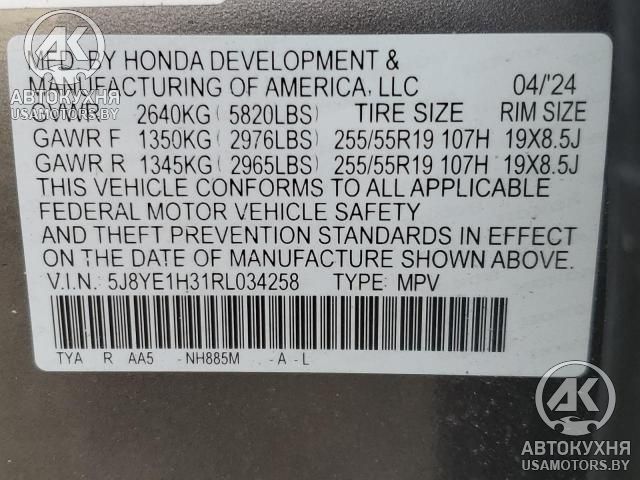 MFD. BY HONDA DEVELOPMENT &
MANUFACTURING OF AMERICA, LLC 04/'24
GVWR 2640KG ( 5820LBS) TIRE SIZE RIM SIZE
GAWR F 1350KG ( 2976LBS) 255/55R19 107H 19X8.5J
GAWR R 1345KG ( 2965LBS) 255/55R19 107H 19X8.5J
THIS VEHICLE CONFORMS TO ALL APPLICABLE
FEDERAL MOTOR VEHICLE SAFETY
AND THEFT PREVENTION STANDARDS IN EFFECT
ON THE DATE OF MANUFACTURE SHOWN ABOVE.
V.I.N.: 5J8YE1H31RL034258 TYPE: MPV
TYA R AA5 - NH885M - A - L
АВТОКУХНЯ
USAMOTORS.BY
АВТОКУХНЯ
USAMOTORS.BY